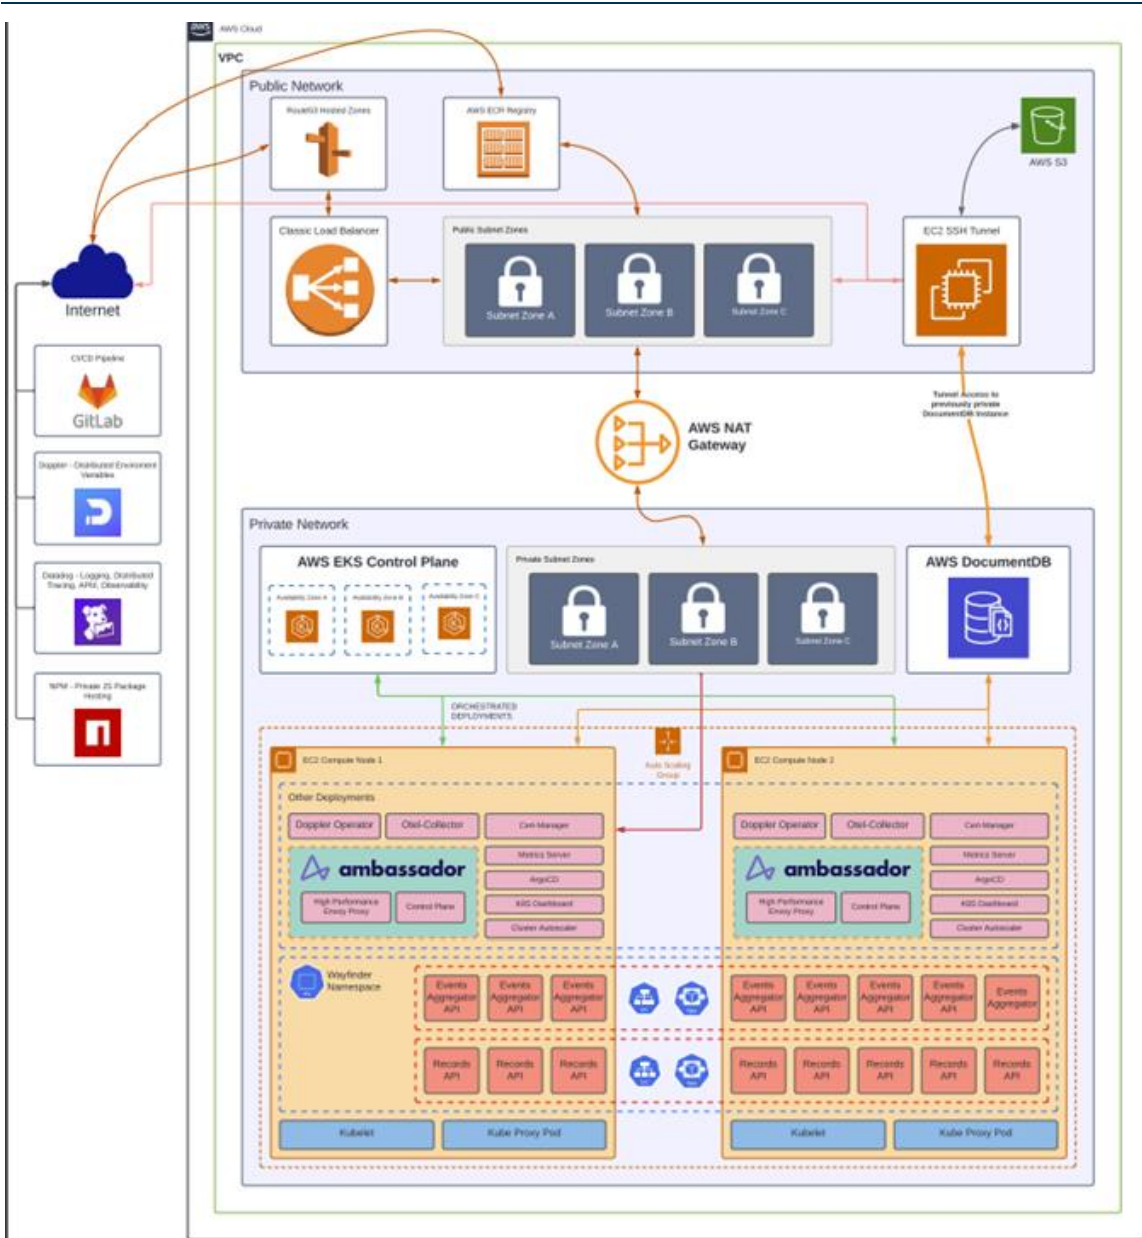 aws
AWS Cloud
VPC
Public Network
Route53 Hosted Zones
AWS ECR Registry
AWS S3
Classic Load Balancer
Public Subnet Zones
Subnet Zone A
Subnet Zone B
Subnet Zone C
EC2 SSH Tunnel
Internet
CI/CD Pipeline
GitLab
Doppler - Distributed Enviroment
Variables
Datadog - Logging, Distributed
Tracing, APM, Observability
NPM - Private JS Package
Hosting
Tunnel Access to
previously private
DocumentDB Instance
AWS NAT
Gateway
Private Network
AWS EKS Control Plane
Availability Zone A
Availability Zone B
Availability Zone C
Private Subnet Zones
Subnet Zone A
Subnet Zone B
Subnet Zone C
AWS DocumentDB
ORCHESTRATED
DEPLOYMENTS
Auto Scaling
Group
EC2 Compute Node 1
Other Deployments
Doppler Operator
Otel-Collector
Cert-Manager
ambassador
High Performance
Envoy Proxy
Control Plane
Metrics Server
ArgoCD
K8S Dashboard
Cluster Autoscaler
EC2 Compute Node 2
Doppler Operator
Otel-Collector
Cert-Manager
ambassador
High Performance
Envoy Proxy
Control Plane
Metrics Server
ArgoCD
K8S Dashboard
Cluster Autoscaler
Wayfinder
Namespace
Events
Aggregator
API
Events
Aggregator
API
Events
Aggregator
API
Events
Aggregator
API
Events
Aggregator
API
Events
Aggregator
API
Events
Aggregator
API
Events
Aggregator
Records
API
Records
API
Records
API
Records
API
Records
API
Records
API
Records
API
Records
API
Kubelet
Kube Proxy Pod
Kubelet
Kube Proxy Pod